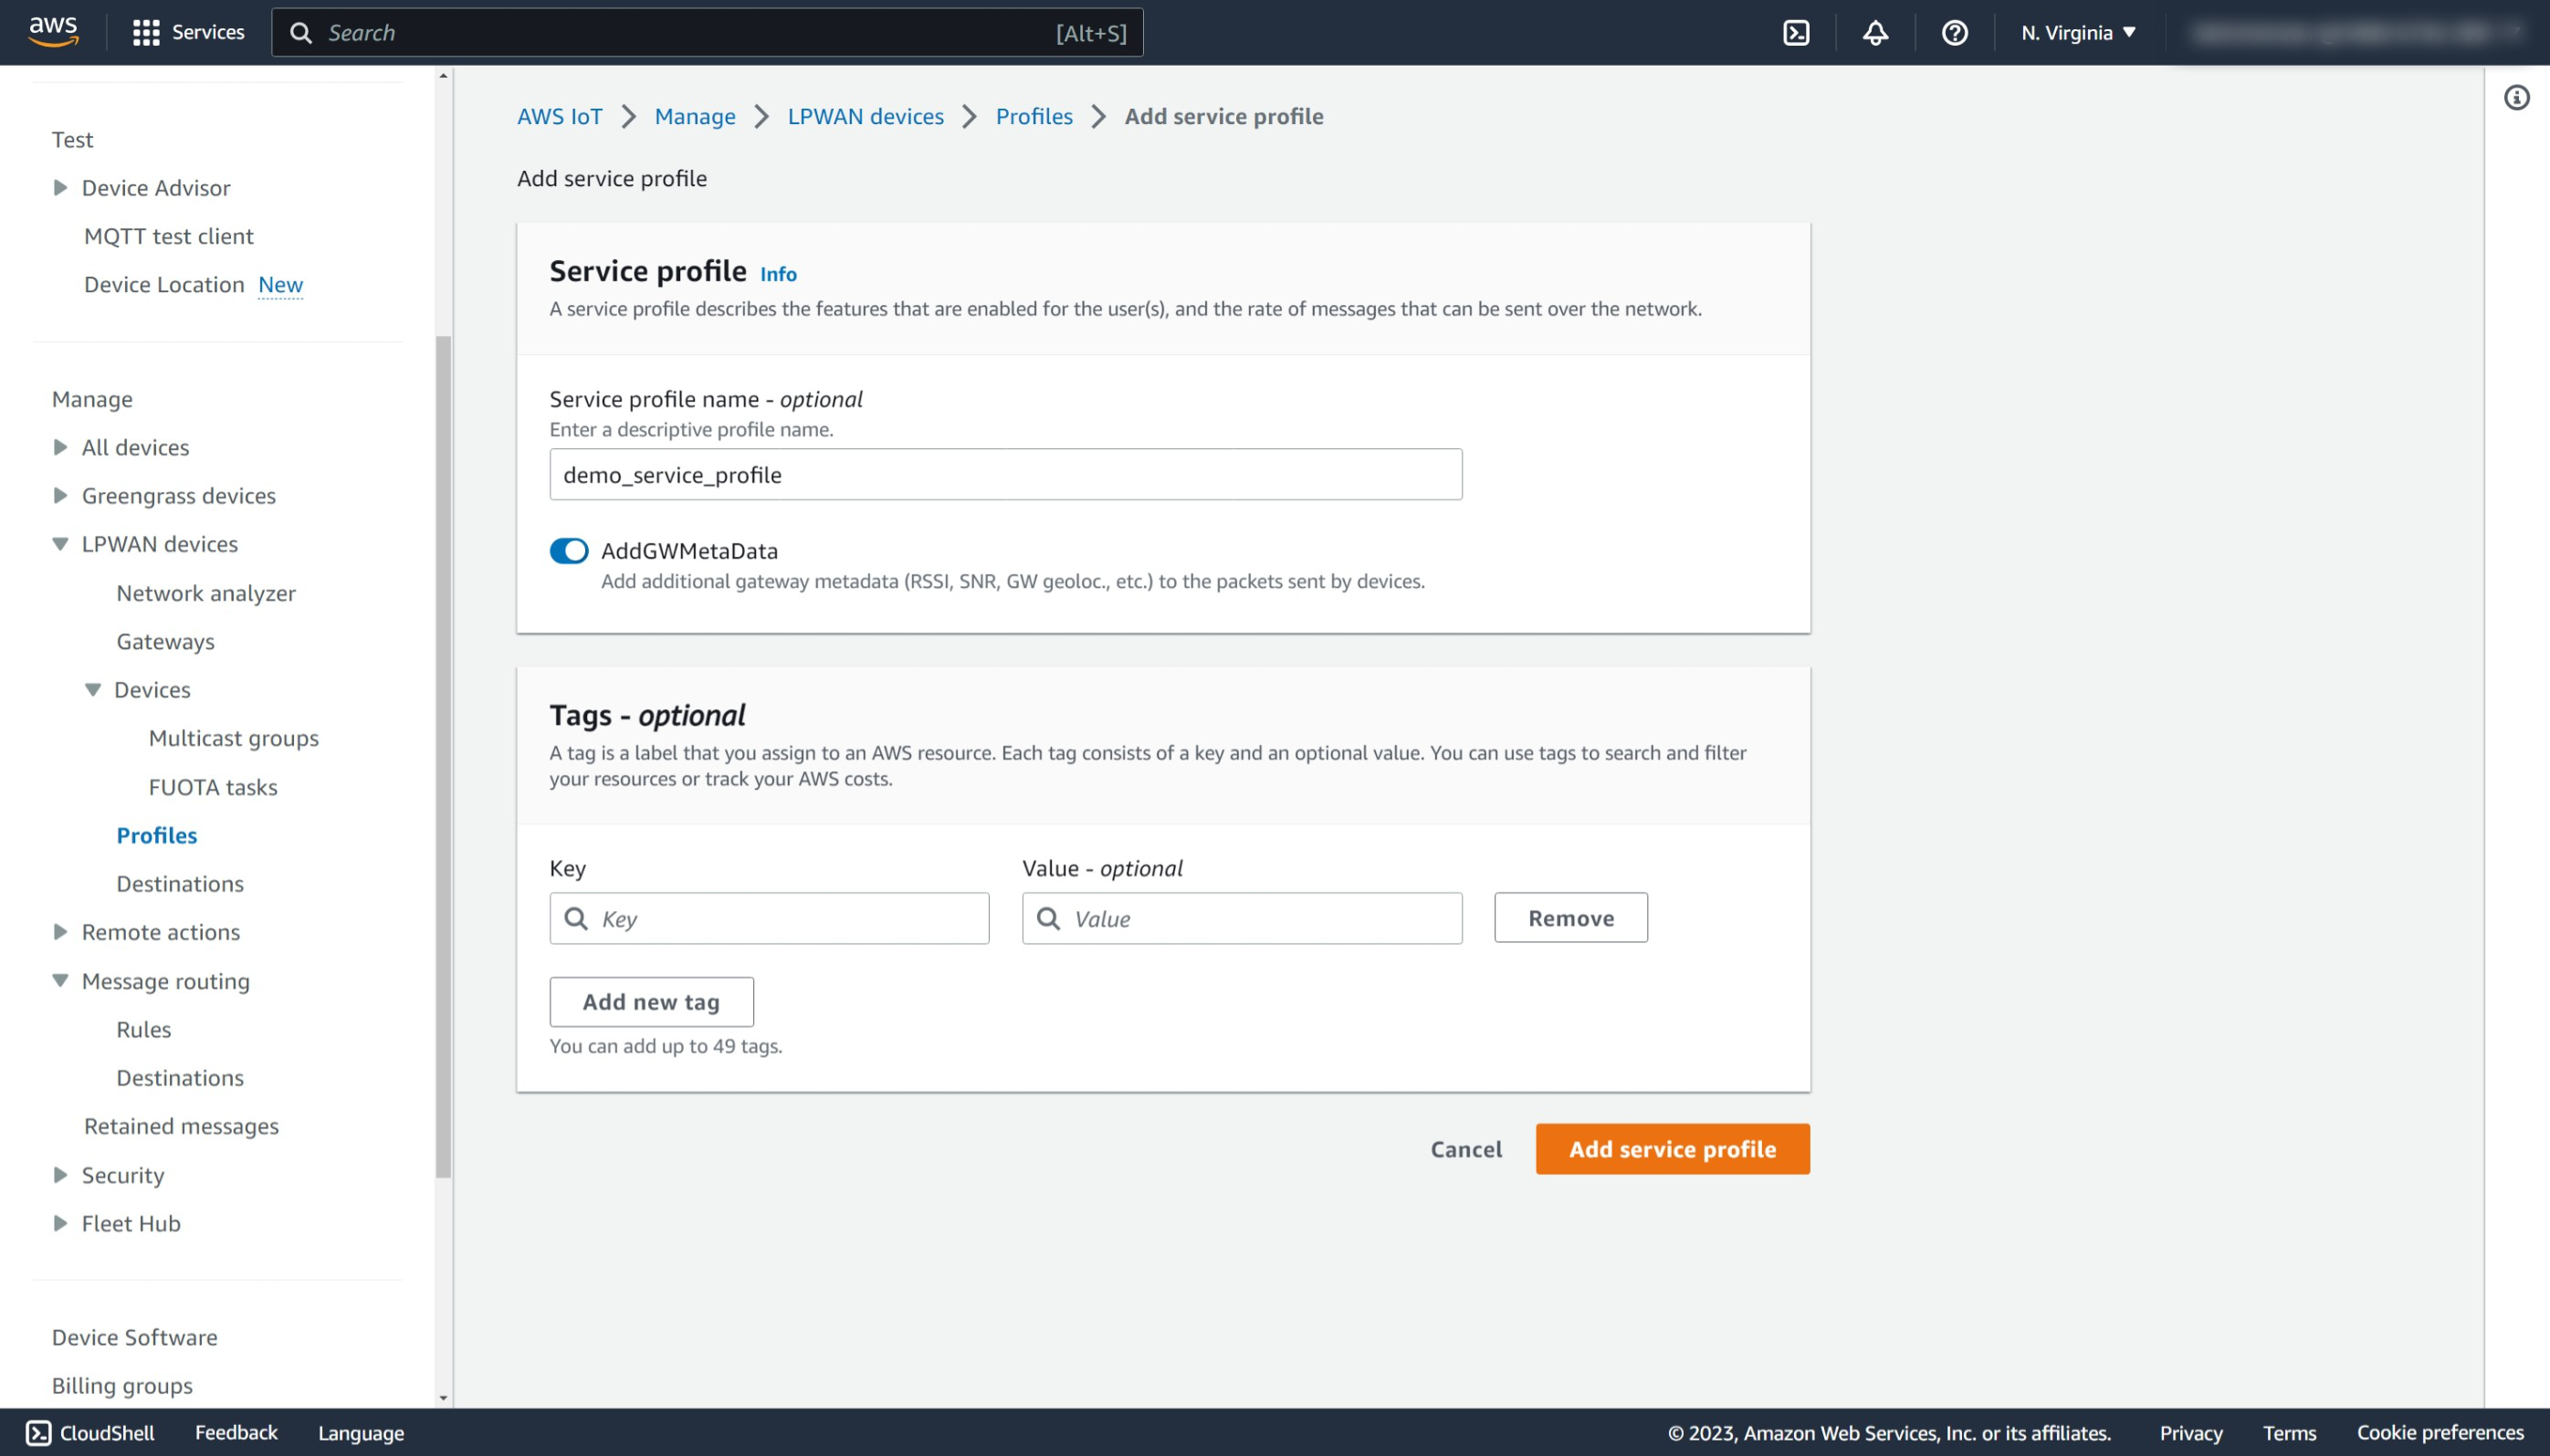 aws
Services
Search
[Alt+S]
N. Virginia
Test
Device Advisor
MQTT test client
Device Location New
Manage
All devices
Greengrass devices
LPWAN devices
Network analyzer
Gateways
Devices
Multicast groups
FUOTA tasks
Profiles
Destinations
Remote actions
Message routing
Rules
Destinations
Retained messages
Security
Fleet Hub
Device Software
Billing groups
AWS IoT
Manage
LPWAN devices
Profiles
Add service profile
Add service profile
Service profile Info
A service profile describes the features that are enabled for the user(s), and the rate of messages that can be sent over the network.
Service profile name - optional
Enter a descriptive profile name.
demo_service_profile
AddGWMetaData
Add additional gateway metadata (RSSI, SNR, GW geoloc., etc.) to the packets sent by devices.
Tags - optional
A tag is a label that you assign to an AWS resource. Each tag consists of a key and an optional value. You can use tags to search and filter
your resources or track your AWS costs.
Key
Value - optional
Key
Value
Remove
Add new tag
You can add up to 49 tags.
Cancel
Add service profile
CloudShell
Feedback
Language
© 2023, Amazon Web Services, Inc. or its affiliates.
Privacy
Terms
Cookie preferences